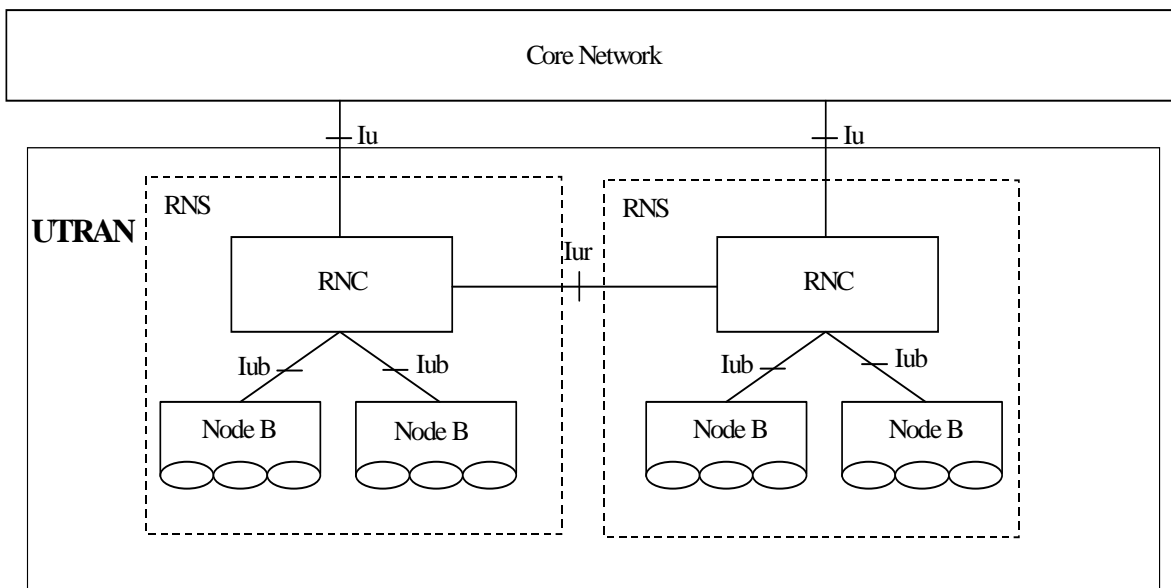 Core Network
Iu
Iu
UTRAN
RNS
RNS
RNC
Iur
RNC
Iub
Iub
Iub
Iub
Node B
Node B
Node B
Node B